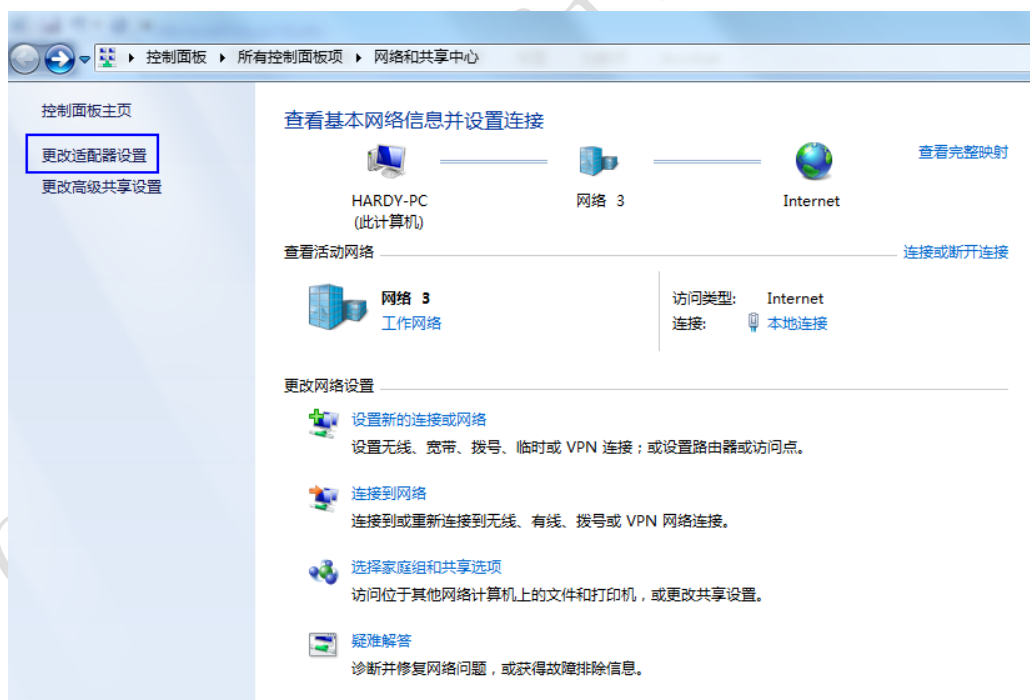 控制面板 ▸ 所有控制面板项 ▸ 网络和共享中心
控制面板主页
更改适配器设置
更改高级共享设置
查看基本网络信息并设置连接
查看完整映射
HARDY-PC
(此计算机)
网络 3
Internet
查看活动网络
连接或断开连接
网络 3
工作网络
访问类型: Internet
连接: 本地连接
更改网络设置
设置新的连接或网络
设置无线、宽带、拨号、临时或 VPN 连接；或设置路由器或访问点。
连接到网络
连接到或重新连接到无线、有线、拨号或 VPN 网络连接。
选择家庭组和共享选项
访问位于其他网络计算机上的文件和打印机，或更改共享设置。
疑难解答
诊断并修复网络问题，或获得故障排除信息。